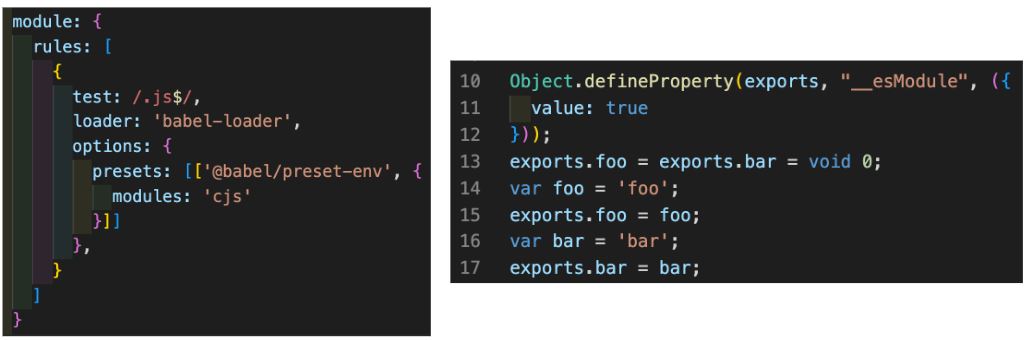 module: {
rules: [
{
test: /.js$/,
loader: 'babel-loader',
options: {
presets: [['@babel/preset-env', {
modules: 'cjs'
}]]
},
}
]
}
10 Object.defineProperty(exports, "__esModule", ({
11 value: true
12 }));
13 exports.foo = exports.bar = void 0;
14 var foo = 'foo';
15 exports.foo = foo;
16 var bar = 'bar';
17 exports.bar = bar;